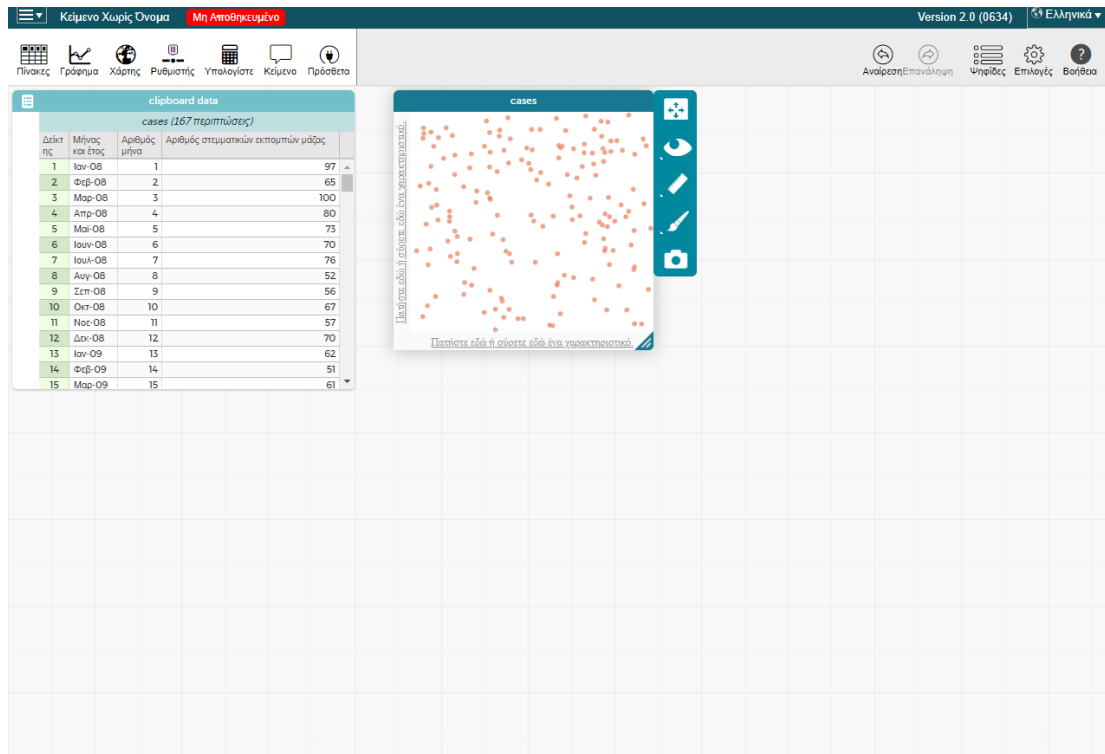 Κείμενο Χωρίς Όνομα Μη Αποθηκευμένο Version 2.0 (0634) Ελληνικά
Πίνακες Γράφημα Χάρτης Ρυθμιστής Υπολογίστε Κείμενο Πρόσθετα Αναίρεση Επανάληψη Ψηφίδες Επιλογές Βοήθεια
clipboard data
cases (167 περιπτώσεις)
Δείκτ Μήνας Αριθμός Αριθμός στεμματικών εκπομπών μάζας
ης και έτος μήνα
1 Ιαν-08 1 97
2 Φεβ-08 2 65
3 Μαρ-08 3 100
4 Απρ-08 4 80
5 Μαϊ-08 5 73
6 Ιουν-08 6 70
7 Ιουλ-08 7 76
8 Αυγ-08 8 52
9 Σεπ-08 9 56
10 Οκτ-08 10 67
11 Νοε-08 11 57
12 Δεκ-08 12 70
13 Ιαν-09 13 62
14 Φεβ-09 14 51
15 Μαρ-09 15 61
cases
Πατήστε εδώ ή σύρετε εδώ ένα χαρακτηριστικό.
Πατήστε εδώ ή σύρετε εδώ ένα χαρακτηριστικό.